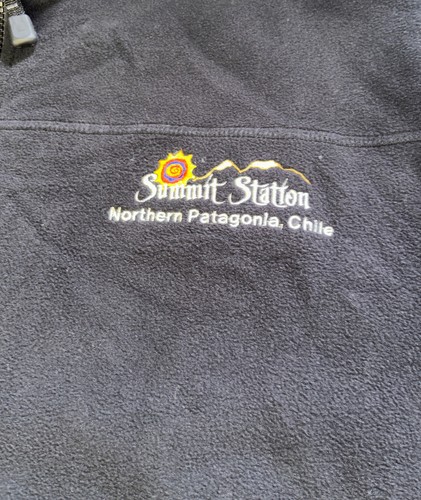 Summit Station
Northern Patagonia, Chile